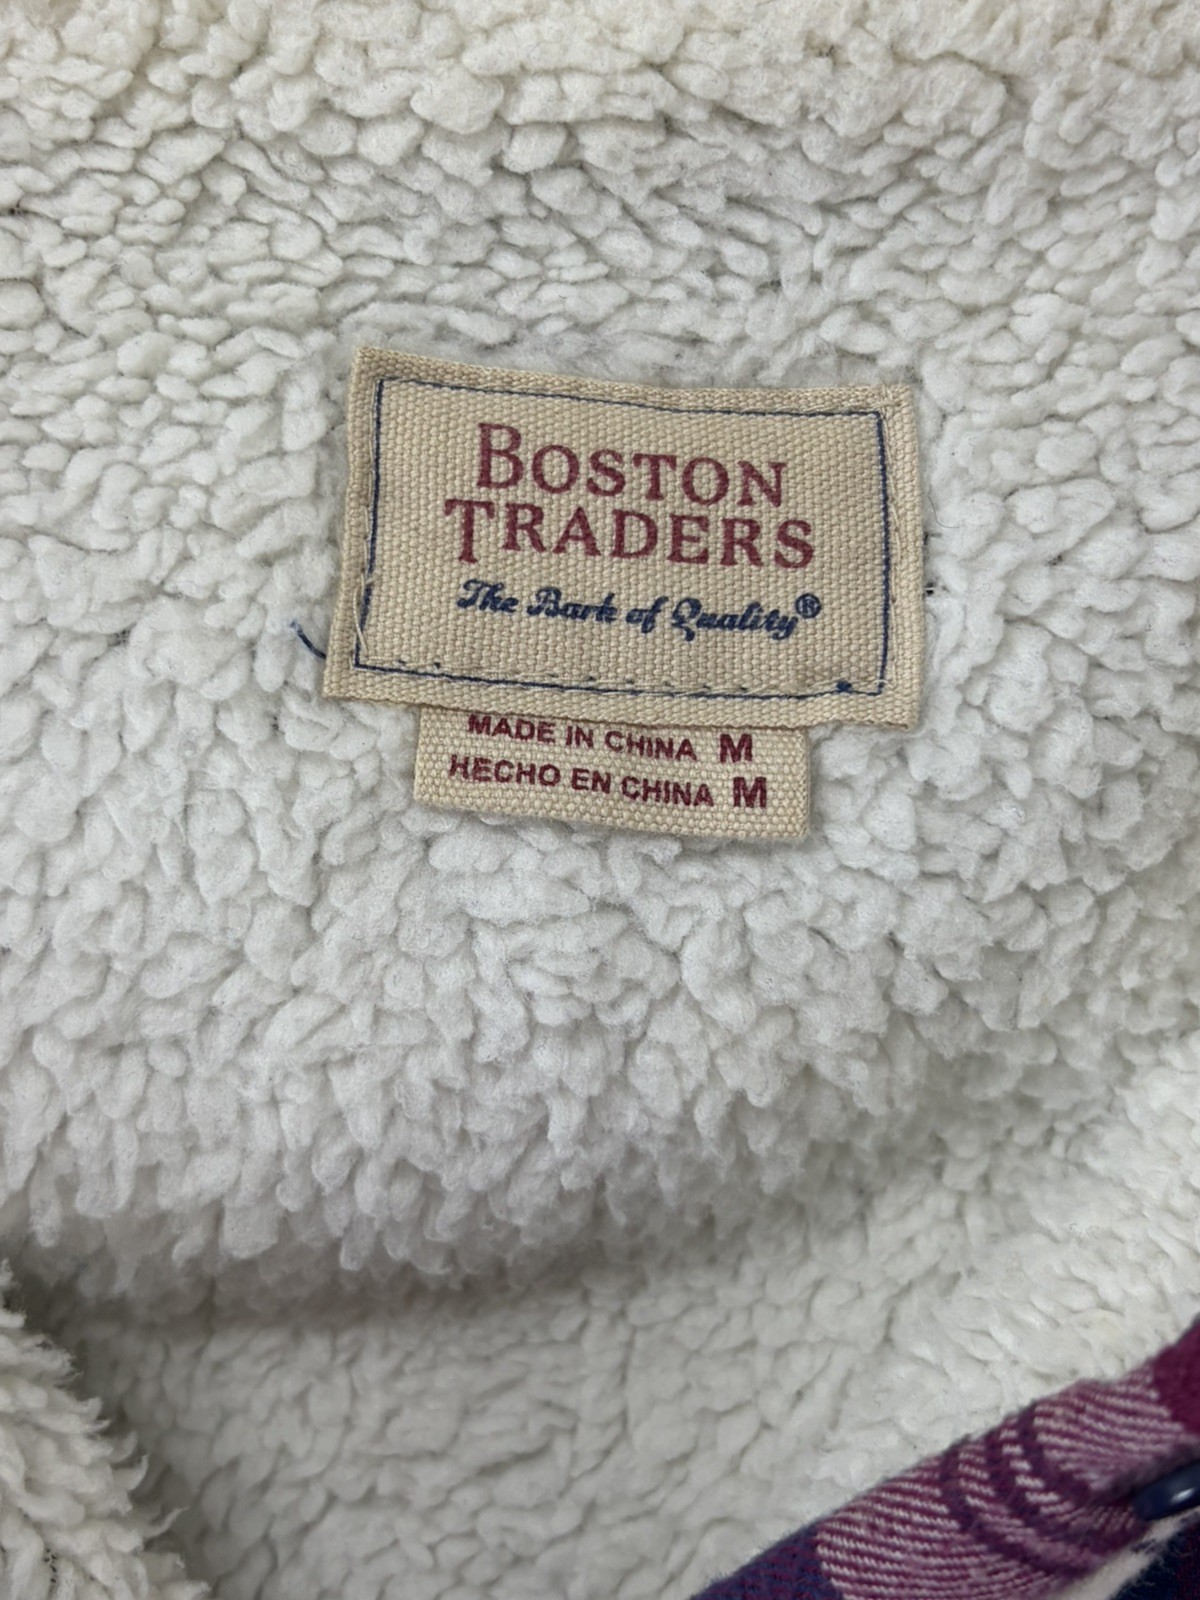 BOSTON
TRADERS
The Bark of Quality®
MADE IN CHINA M
HECHO EN CHINA M